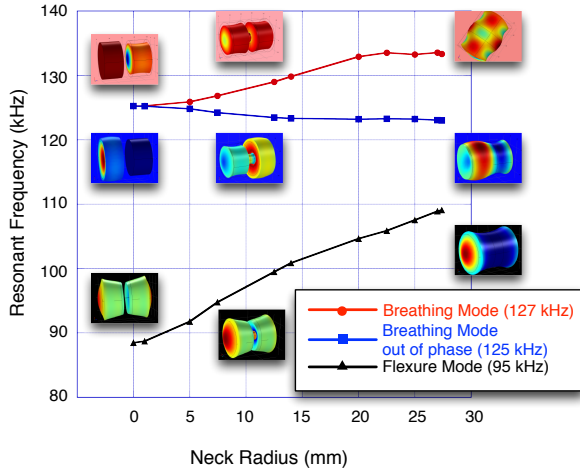 140
130
120
110
100
90
80
Resonant Frequency (kHz)
0
5
10
15
20
25
30
Neck Radius (mm)
Breathing Mode (127 kHz)
Breathing Mode
out of phase (125 kHz)
Flexure Mode (95 kHz)